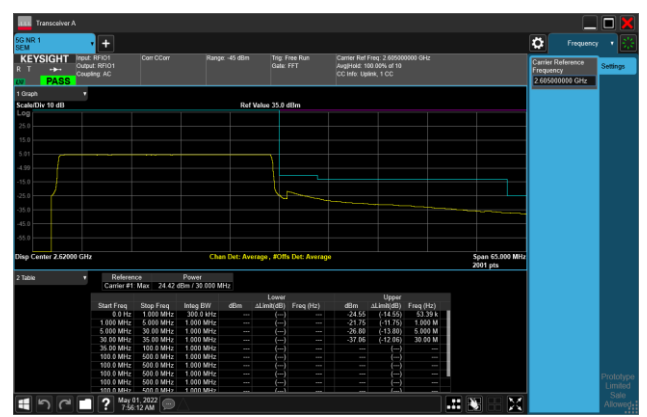 Transceiver A
5G NR.1
SEM
Frequency
KEYSIGHT
R T
PASS
Input: RFIO1
Output: RFIO1
Coupling: AC
Corr CCorr
Range: -45 dBm
Trig: Free Run
Gate: FFT
Carrier Ref Freq: 2.605000000 GHz
Avg|Hold: 100.00% of 10
CC Info: Uplink, 1 CC
Carrier Reference
Frequency
2.605000000 GHz
Settings
1 Graph
Scale/Div 10 dB
Ref Value 35.0 dBm
Log
25.0
15.0
5.01
-4.99
-15.0
-25.0
-35.0
-45.0
-55.0
Disp Center 2.62000 GHz
Chan Det: Average , #Offs Det: Average
Span 65.000 MHz
2001 pts
2 Table
Reference Power
Carrier #1 Max 24.42 dBm / 30.000 MHz
Lower Upper
Start Freq Stop Freq Integ BW dBm ΔLimit(dB) Freq (Hz) dBm ΔLimit(dB) Freq (Hz)
0.0 Hz 1.000 MHz 300.0 kHz --- (---) --- -24.55 (-14.55) 53.39 k
1.000 MHz 5.000 MHz 1.000 MHz --- (---) --- -21.75 (-11.75) 1.000 M
5.000 MHz 30.00 MHz 1.000 MHz --- (---) --- -26.80 (-13.80) 5.000 M
30.00 MHz 35.00 MHz 1.000 MHz --- (---) --- -37.06 (-12.06) 30.00 M
35.00 MHz 100.0 MHz 1.000 MHz --- (---) --- --- (---) ---
100.0 MHz 500.0 MHz 1.000 MHz --- (---) --- --- (---) ---
100.0 MHz 500.0 MHz 1.000 MHz --- (---) --- --- (---) ---
100.0 MHz 500.0 MHz 1.000 MHz --- (---) --- --- (---) ---
100.0 MHz 500.0 MHz 1.000 MHz --- (---) --- --- (---) ---
100.0 MHz 500.0 MHz 1.000 MHz --- (---) --- --- (---) ---
Prototype
Limited
Sale
Allowed
May 01, 2022
7:56:12 AM